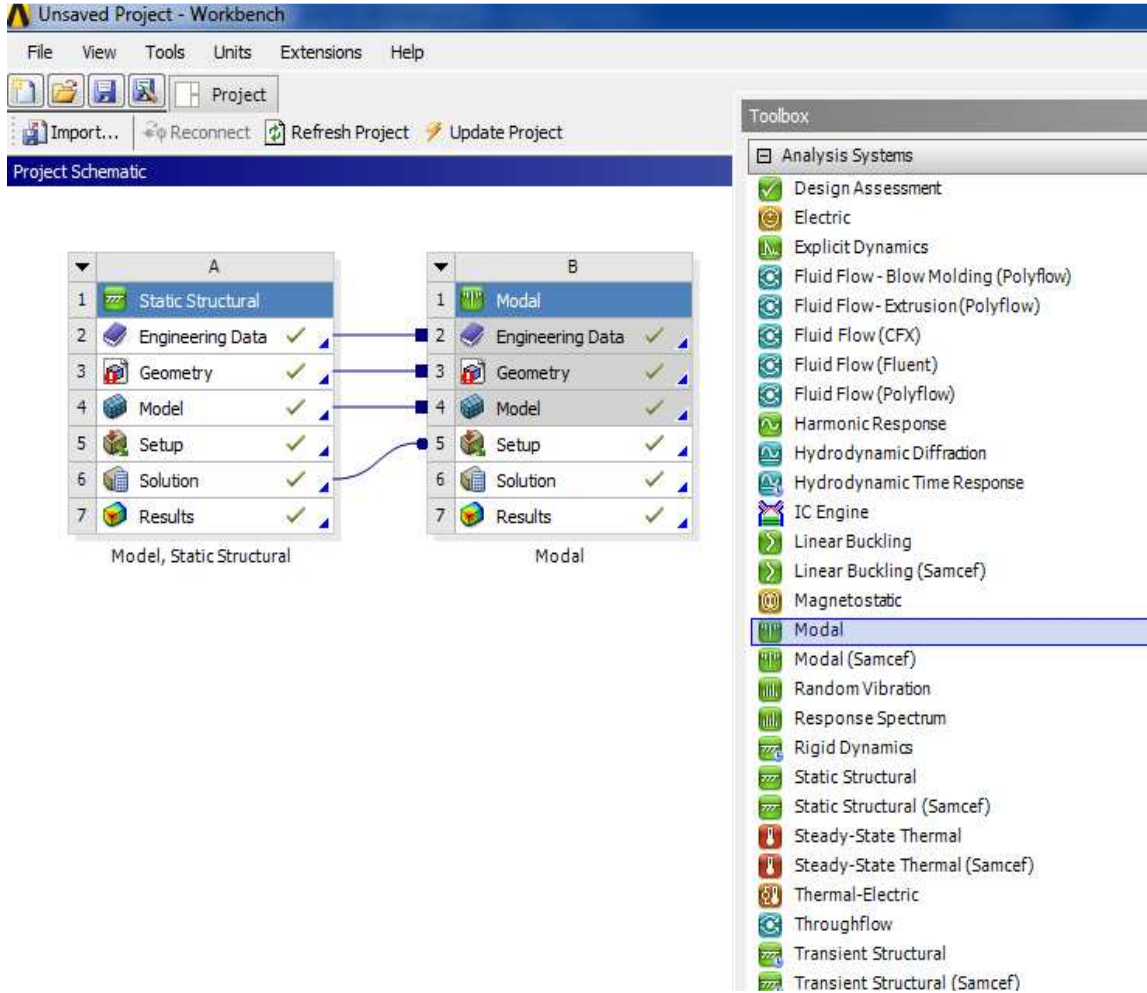 Unsaved Project - Workbench
File View Tools Units Extensions Help
Project
Import... Reconnect Refresh Project Update Project
Project Schematic
A
1 Static Structural
2 Engineering Data
3 Geometry
4 Model
5 Setup
6 Solution
7 Results
Model, Static Structural
B
1 Modal
2 Engineering Data
3 Geometry
4 Model
5 Setup
6 Solution
7 Results
Modal
Toolbox
Analysis Systems
Design Assessment
Electric
Explicit Dynamics
Fluid Flow - Blow Molding (Polyflow)
Fluid Flow - Extrusion (Polyflow)
Fluid Flow (CFX)
Fluid Flow (Fluent)
Fluid Flow (Polyflow)
Harmonic Response
Hydrodynamic Diffraction
Hydrodynamic Time Response
IC Engine
Linear Buckling
Linear Buckling (Samcef)
Magnetostatic
Modal
Modal (Samcef)
Random Vibration
Response Spectrum
Rigid Dynamics
Static Structural
Static Structural (Samcef)
Steady-State Thermal
Steady-State Thermal (Samcef)
Thermal-Electric
Throughflow
Transient Structural
Transient Structural (Samcef)